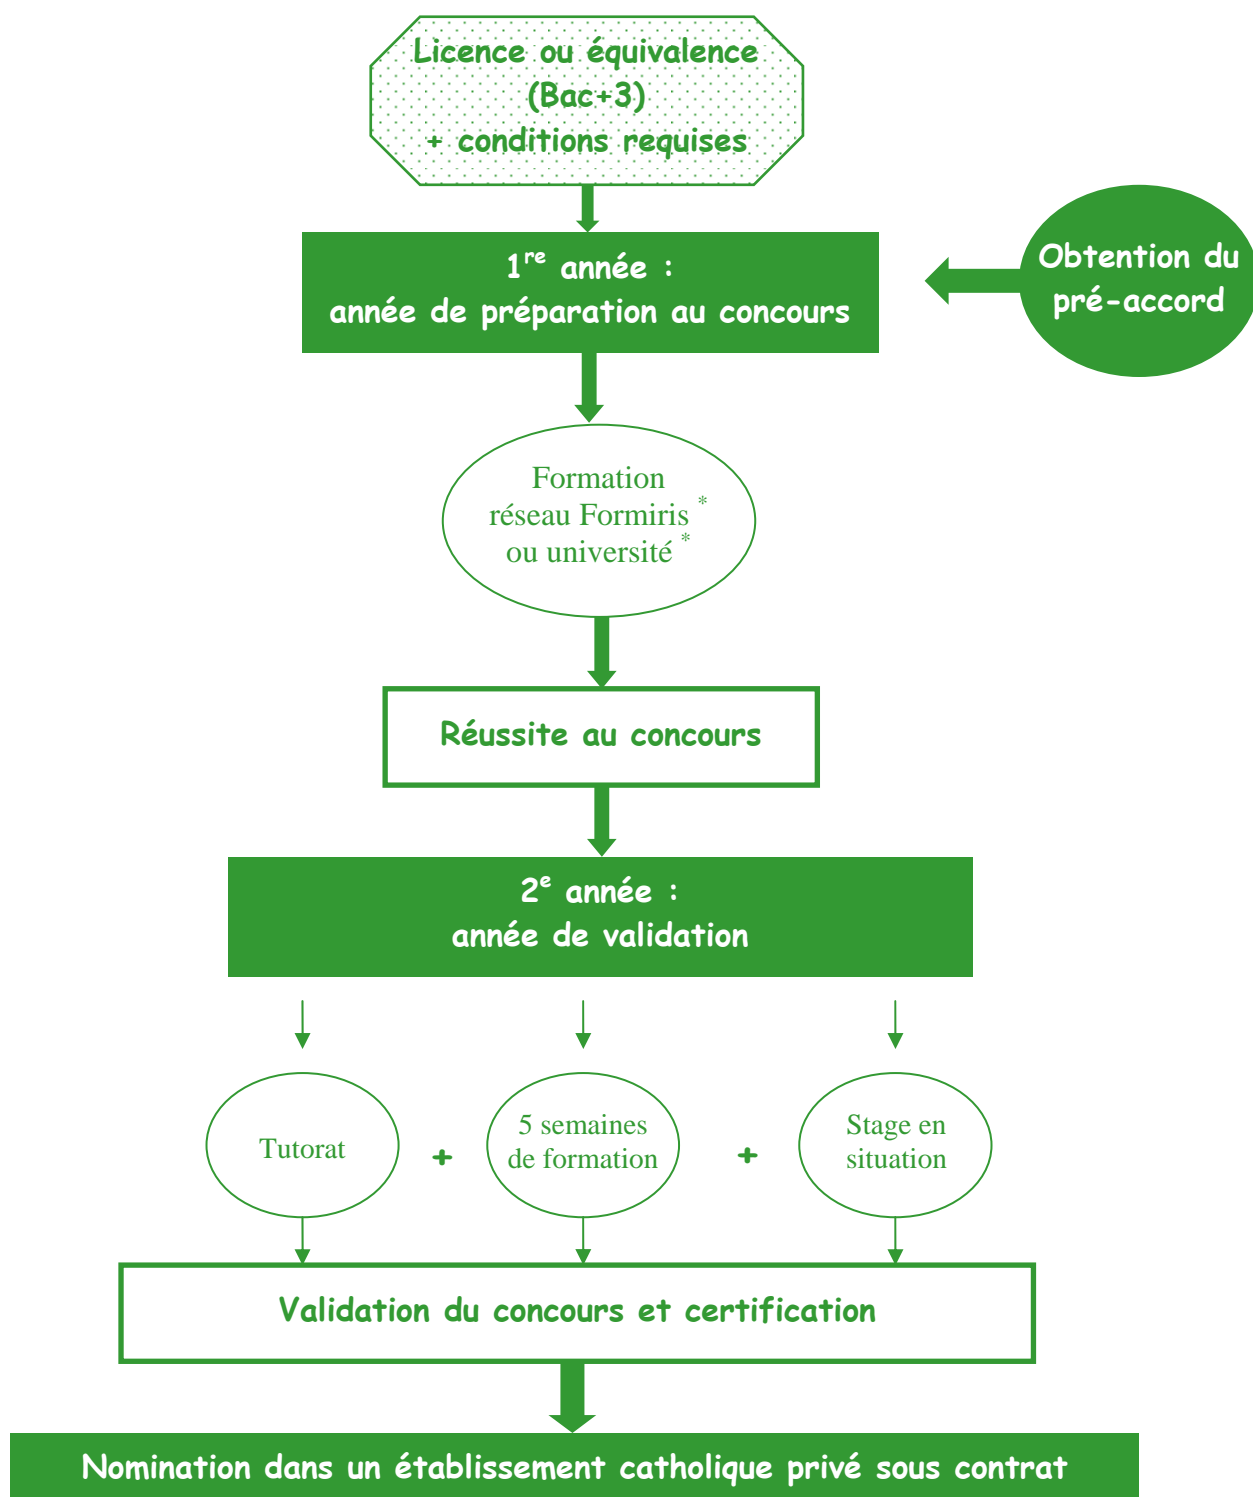 Licence ou équivalence
(Bac+3)
+ conditions requises
1re année :
année de préparation au concours
Obtention du
pré-accord
Formation
réseau Formiris *
ou université *
Réussite au concours
2e année :
année de validation
Tutorat
+
5 semaines
de formation
+
Stage en
situation
Validation du concours et certification
Nomination dans un établissement catholique privé sous contrat